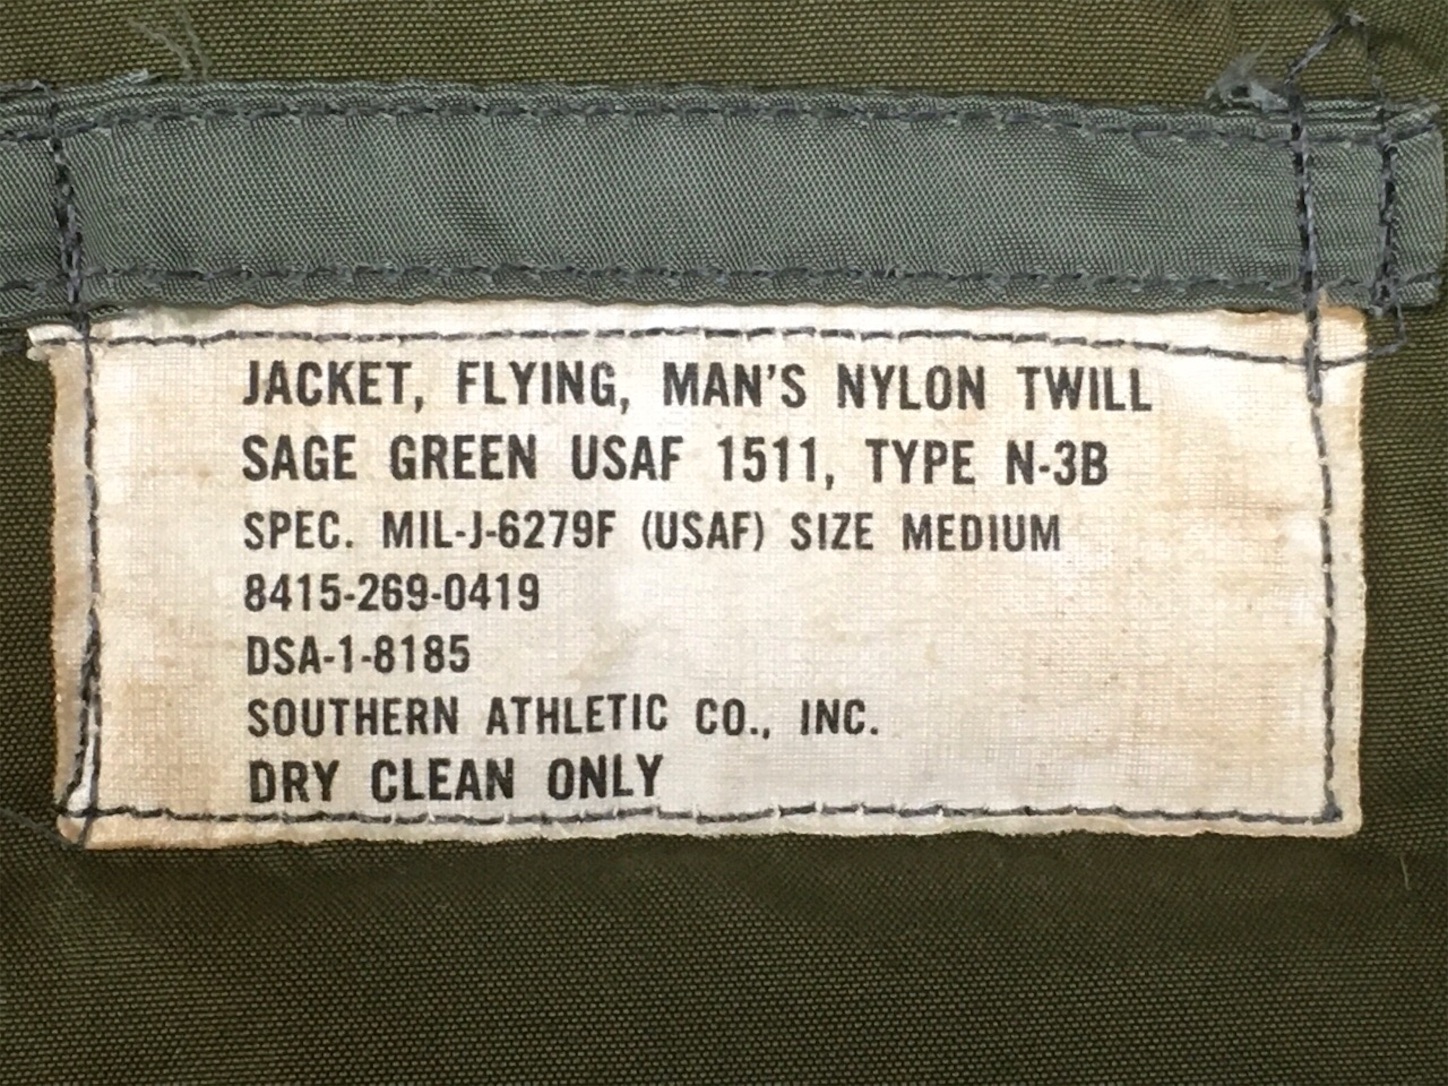 JACKET, FLYING, MAN'S NYLON TWILL
SAGE GREEN USAF 1511, TYPE N-3B
SPEC. MIL-J-6279F (USAF) SIZE MEDIUM
8415-269-0419
DSA-1-8185
SOUTHERN ATHLETIC CO., INC.
DRY CLEAN ONLY